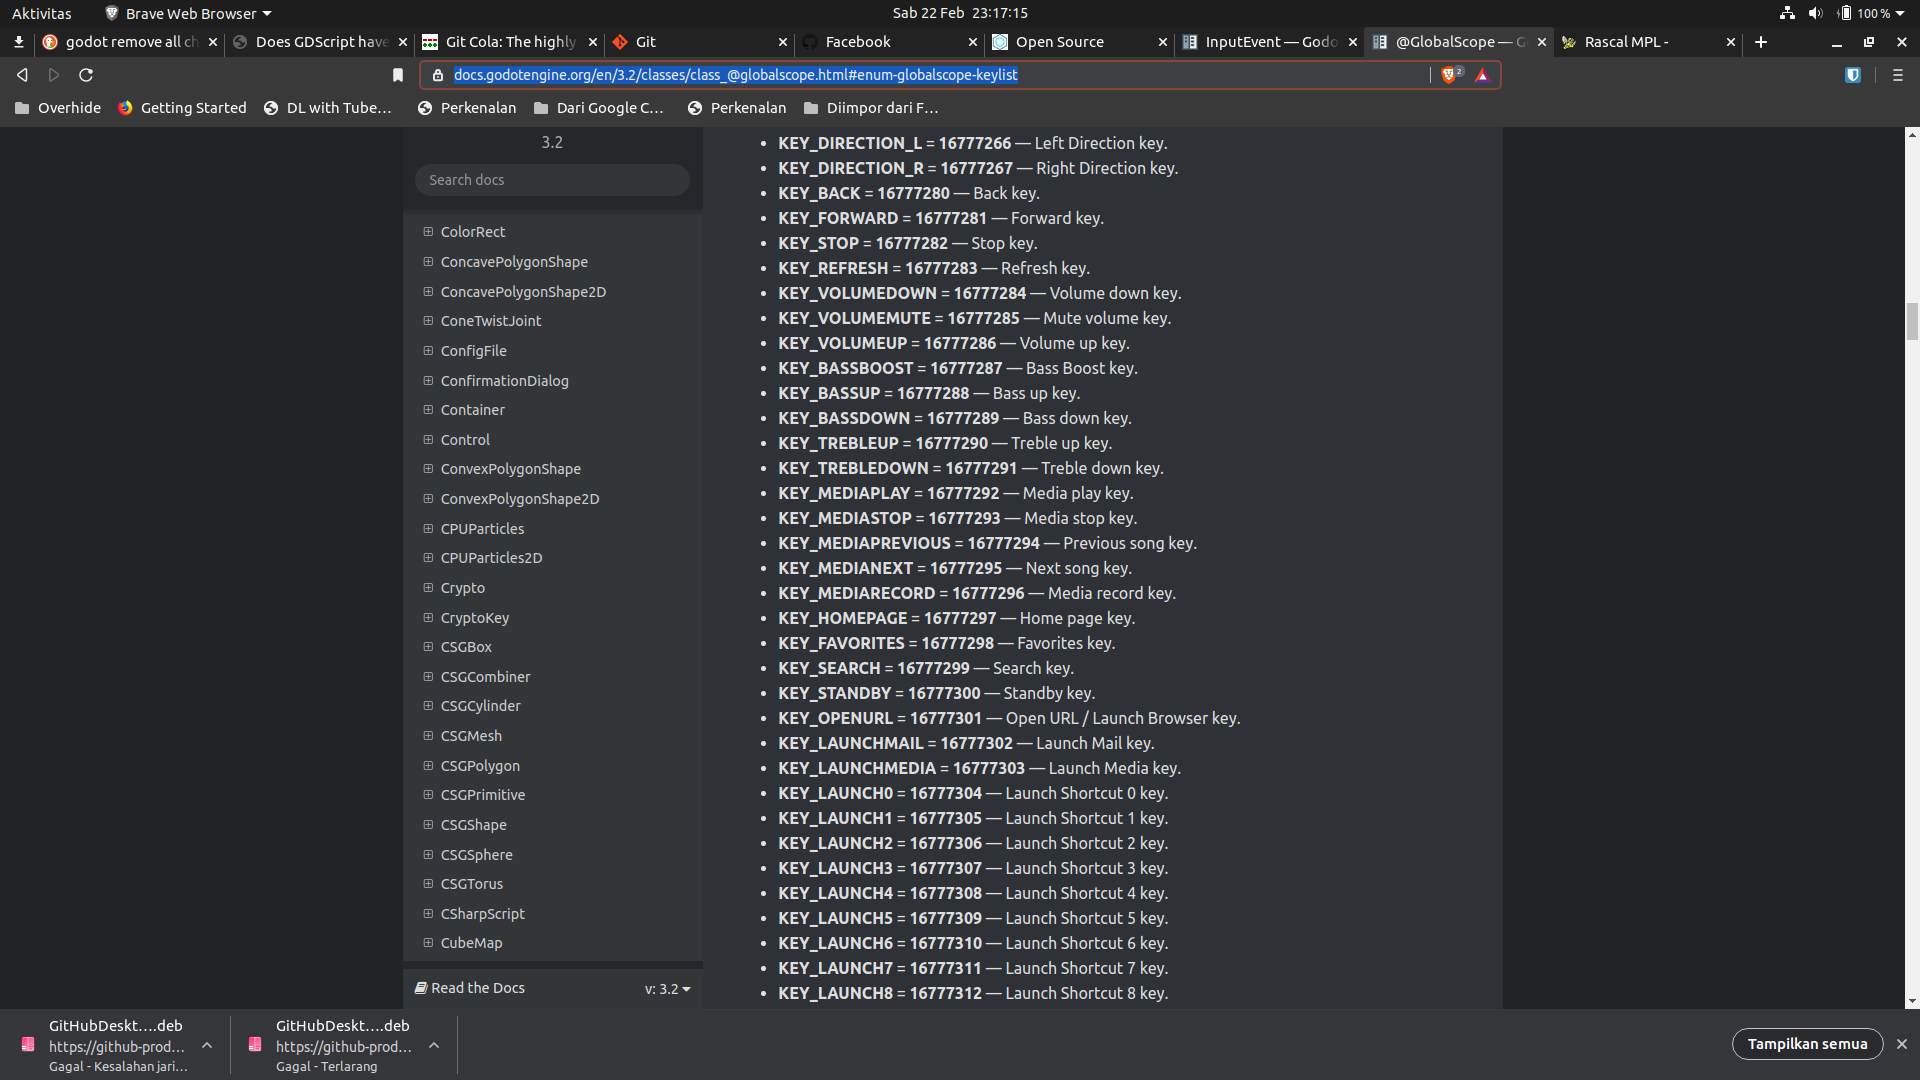 Aktivitas
Brave Web Browser
Sab 22 Feb 23:17:15
100 %
godot remove all ch
Does GDScript have
Git Cola: The highly
Git
Facebook
Open Source
InputEvent — Godo
@GlobalScope — G
Rascal MPL -
docs.godotengine.org/en/3.2/classes/class_@globalscope.html#enum-globalscope-keylist
2
Overhide
Getting Started
DL with Tube…
Perkenalan
Dari Google C…
Perkenalan
Diimpor dari F…
3.2
Search docs
ColorRect
ConcavePolygonShape
ConcavePolygonShape2D
ConeTwistJoint
ConfigFile
ConfirmationDialog
Container
Control
ConvexPolygonShape
ConvexPolygonShape2D
CPUParticles
CPUParticles2D
Crypto
CryptoKey
CSGBox
CSGCombiner
CSGCylinder
CSGMesh
CSGPolygon
CSGPrimitive
CSGShape
CSGSphere
CSGTorus
CSharpScript
CubeMap
Read the Docs
v: 3.2
• KEY_DIRECTION_L = 16777266 — Left Direction key.
• KEY_DIRECTION_R = 16777267 — Right Direction key.
• KEY_BACK = 16777280 — Back key.
• KEY_FORWARD = 16777281 — Forward key.
• KEY_STOP = 16777282 — Stop key.
• KEY_REFRESH = 16777283 — Refresh key.
• KEY_VOLUMEDOWN = 16777284 — Volume down key.
• KEY_VOLUMEMUTE = 16777285 — Mute volume key.
• KEY_VOLUMEUP = 16777286 — Volume up key.
• KEY_BASSBOOST = 16777287 — Bass Boost key.
• KEY_BASSUP = 16777288 — Bass up key.
• KEY_BASSDOWN = 16777289 — Bass down key.
• KEY_TREBLEUP = 16777290 — Treble up key.
• KEY_TREBLEDOWN = 16777291 — Treble down key.
• KEY_MEDIAPLAY = 16777292 — Media play key.
• KEY_MEDIASTOP = 16777293 — Media stop key.
• KEY_MEDIAPREVIOUS = 16777294 — Previous song key.
• KEY_MEDIANEXT = 16777295 — Next song key.
• KEY_MEDIARECORD = 16777296 — Media record key.
• KEY_HOMEPAGE = 16777297 — Home page key.
• KEY_FAVORITES = 16777298 — Favorites key.
• KEY_SEARCH = 16777299 — Search key.
• KEY_STANDBY = 16777300 — Standby key.
• KEY_OPENURL = 16777301 — Open URL / Launch Browser key.
• KEY_LAUNCHMAIL = 16777302 — Launch Mail key.
• KEY_LAUNCHMEDIA = 16777303 — Launch Media key.
• KEY_LAUNCH0 = 16777304 — Launch Shortcut 0 key.
• KEY_LAUNCH1 = 16777305 — Launch Shortcut 1 key.
• KEY_LAUNCH2 = 16777306 — Launch Shortcut 2 key.
• KEY_LAUNCH3 = 16777307 — Launch Shortcut 3 key.
• KEY_LAUNCH4 = 16777308 — Launch Shortcut 4 key.
• KEY_LAUNCH5 = 16777309 — Launch Shortcut 5 key.
• KEY_LAUNCH6 = 16777310 — Launch Shortcut 6 key.
• KEY_LAUNCH7 = 16777311 — Launch Shortcut 7 key.
• KEY_LAUNCH8 = 16777312 — Launch Shortcut 8 key.
GitHubDeskt….deb
https://github-prod…
Gagal - Kesalahan jari…
GitHubDeskt….deb
https://github-prod…
Gagal - Terlarang
Tampilkan semua